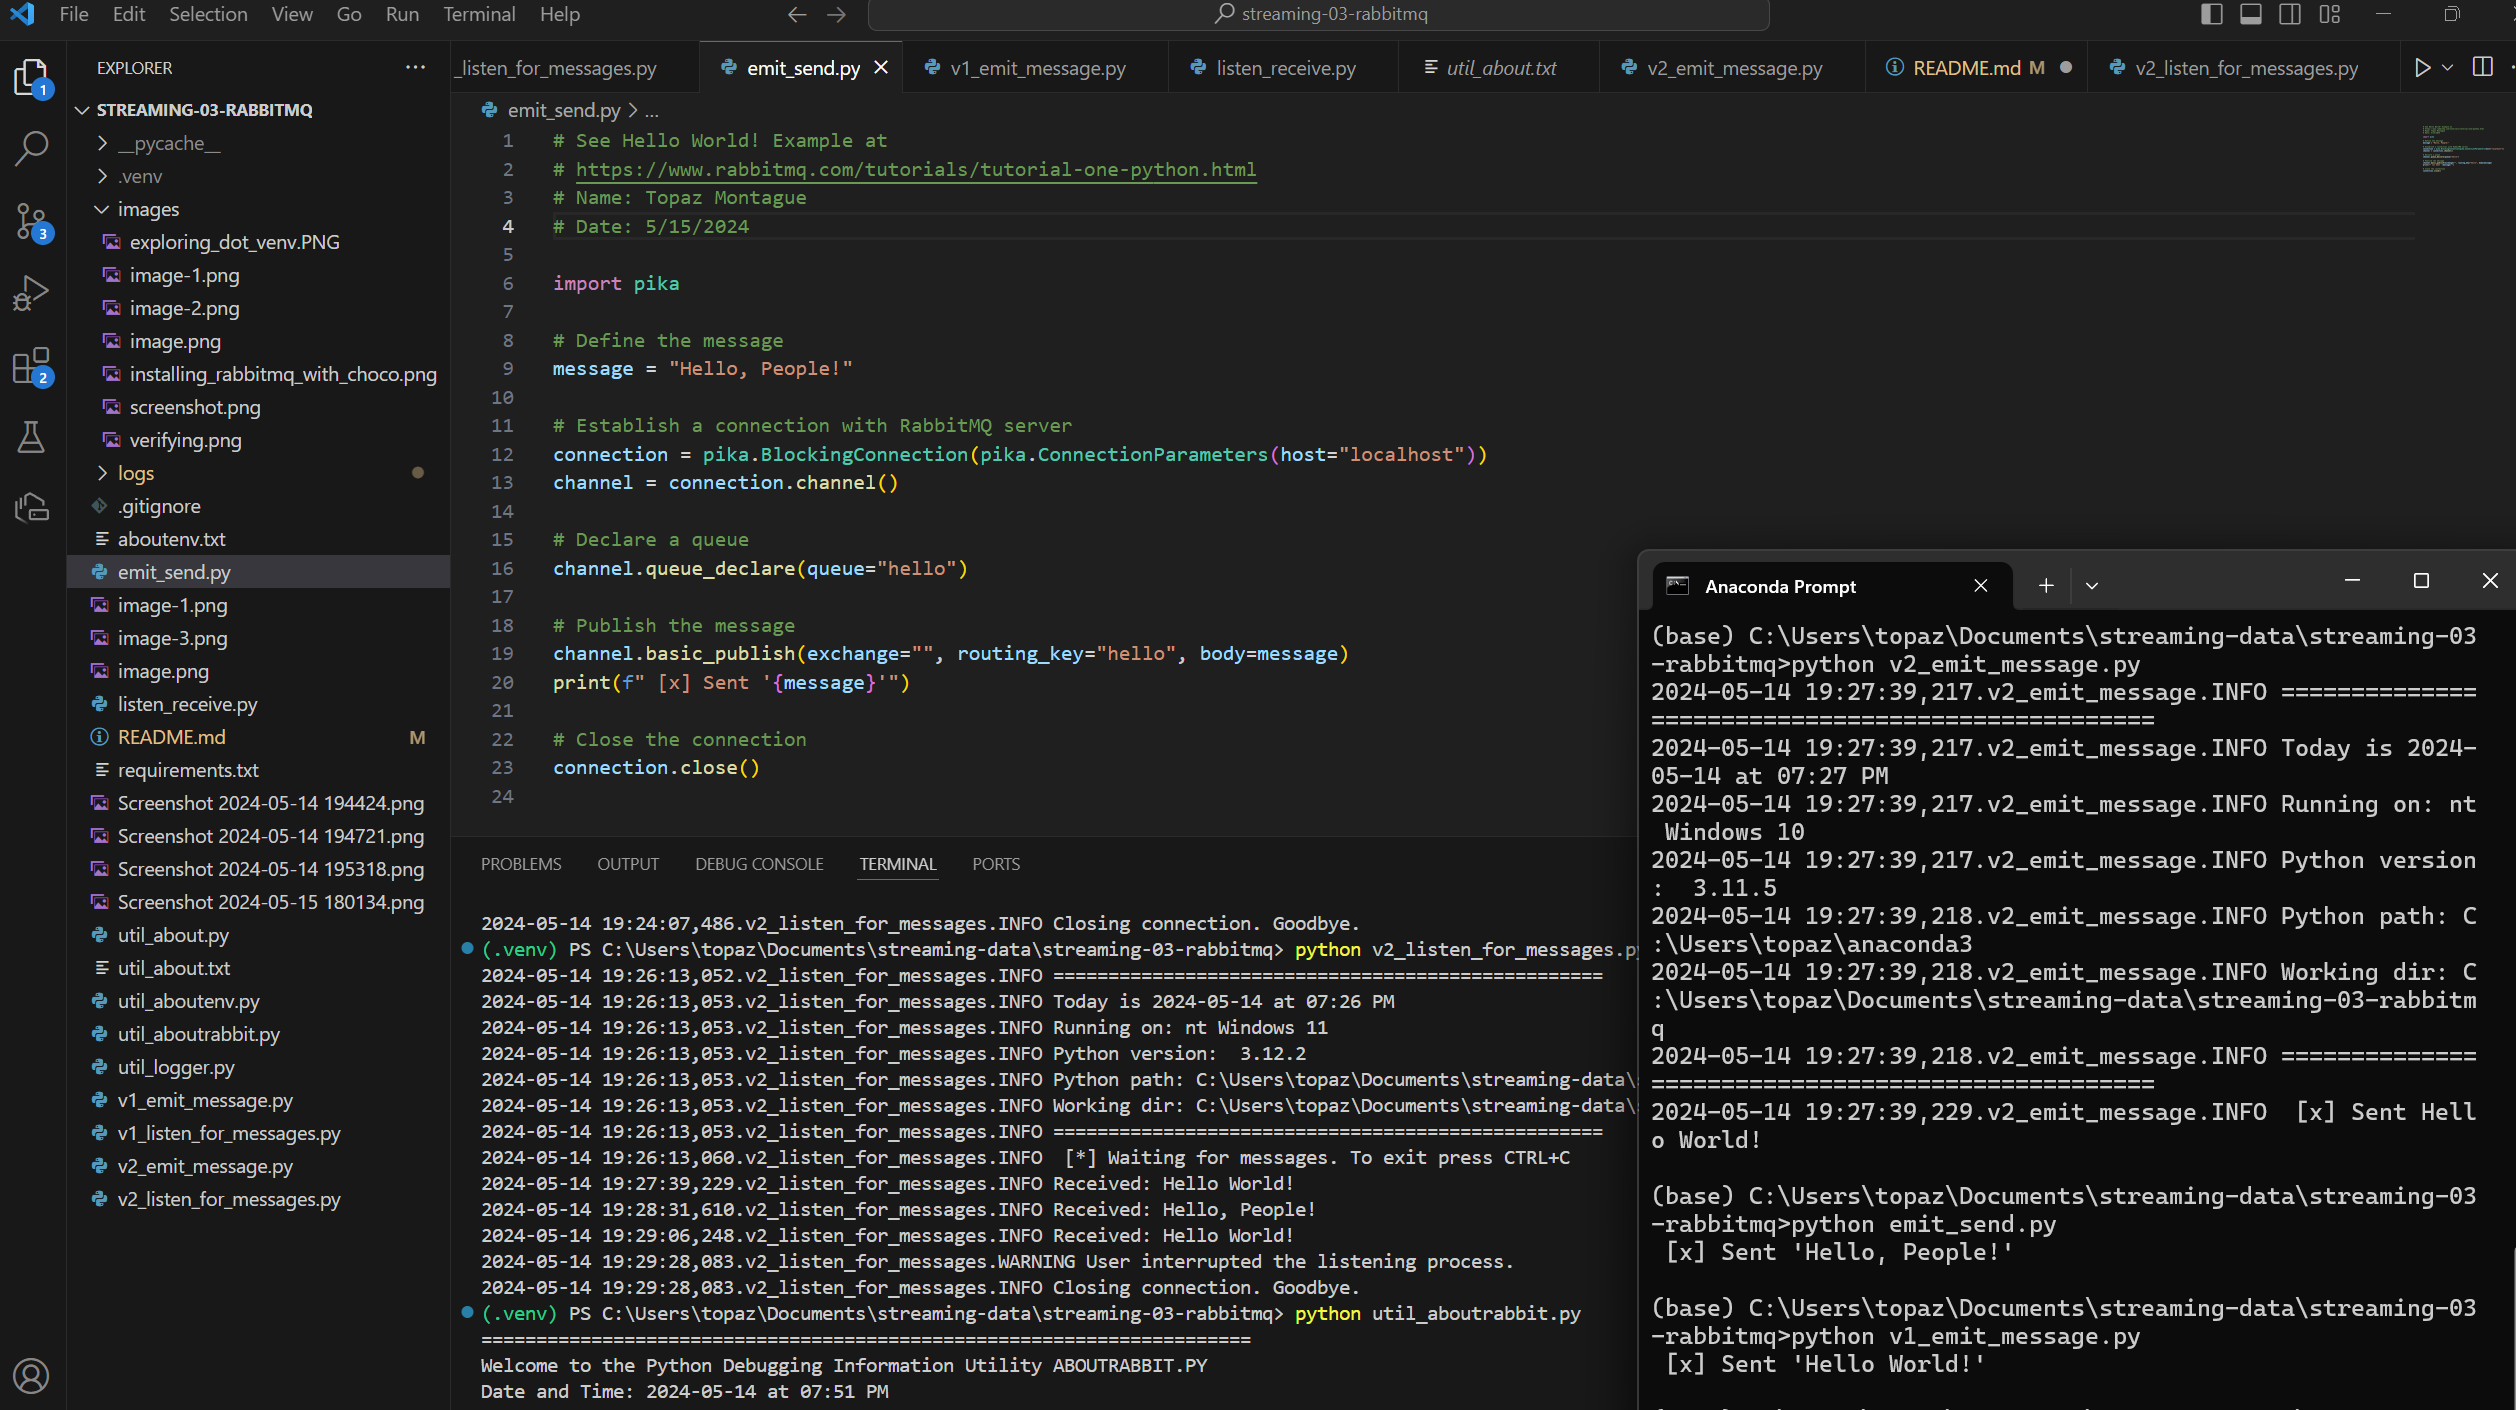 File Edit Selection View Go Run Terminal Help
streaming-03-rabbitmq
EXPLORER
STREAMING-03-RABBITMQ
__pycache__
.venv
images
exploring_dot_venv.PNG
image-1.png
image-2.png
image.png
installing_rabbitmq_with_choco.png
screenshot.png
verifying.png
logs
.gitignore
aboutenv.txt
emit_send.py
image-1.png
image-3.png
image.png
listen_receive.py
README.md M
requirements.txt
Screenshot 2024-05-14 194424.png
Screenshot 2024-05-14 194721.png
Screenshot 2024-05-14 195318.png
Screenshot 2024-05-15 180134.png
util_about.py
util_about.txt
util_aboutenv.py
util_aboutrabbit.py
util_logger.py
v1_emit_message.py
v1_listen_for_messages.py
v2_emit_message.py
v2_listen_for_messages.py
1
3
2
_listen_for_messages.py emit_send.py v1_emit_message.py listen_receive.py util_about.txt v2_emit_message.py README.md M v2_listen_for_messages.py
emit_send.py > ...
1 # See Hello World! Example at
2 # https://www.rabbitmq.com/tutorials/tutorial-one-python.html
3 # Name: Topaz Montague
4 # Date: 5/15/2024
5
6 import pika
7
8 # Define the message
9 message = "Hello, People!"
10
11 # Establish a connection with RabbitMQ server
12 connection = pika.BlockingConnection(pika.ConnectionParameters(host="localhost"))
13 channel = connection.channel()
14
15 # Declare a queue
16 channel.queue_declare(queue="hello")
17
18 # Publish the message
19 channel.basic_publish(exchange="", routing_key="hello", body=message)
20 print(f" [x] Sent '{message}'")
21
22 # Close the connection
23 connection.close()
24
PROBLEMS OUTPUT DEBUG CONSOLE TERMINAL PORTS
2024-05-14 19:24:07,486.v2_listen_for_messages.INFO Closing connection. Goodbye.
(.venv) PS C:\Users\topaz\Documents\streaming-data\streaming-03-rabbitmq> python v2_listen_for_messages.py
2024-05-14 19:26:13,052.v2_listen_for_messages.INFO ==================================================
2024-05-14 19:26:13,053.v2_listen_for_messages.INFO Today is 2024-05-14 at 07:26 PM
2024-05-14 19:26:13,053.v2_listen_for_messages.INFO Running on: nt Windows 11
2024-05-14 19:26:13,053.v2_listen_for_messages.INFO Python version:  3.12.2
2024-05-14 19:26:13,053.v2_listen_for_messages.INFO Python path: C:\Users\topaz\Documents\streaming-data\
2024-05-14 19:26:13,053.v2_listen_for_messages.INFO Working dir: C:\Users\topaz\Documents\streaming-data\
2024-05-14 19:26:13,053.v2_listen_for_messages.INFO ==================================================
2024-05-14 19:26:13,060.v2_listen_for_messages.INFO  [*] Waiting for messages. To exit press CTRL+C
2024-05-14 19:27:39,229.v2_listen_for_messages.INFO Received: Hello World!
2024-05-14 19:28:31,610.v2_listen_for_messages.INFO Received: Hello, People!
2024-05-14 19:29:06,248.v2_listen_for_messages.INFO Received: Hello World!
2024-05-14 19:29:28,083.v2_listen_for_messages.WARNING User interrupted the listening process.
2024-05-14 19:29:28,083.v2_listen_for_messages.INFO Closing connection. Goodbye.
(.venv) PS C:\Users\topaz\Documents\streaming-data\streaming-03-rabbitmq> python util_aboutrabbit.py
======================================================================
Welcome to the Python Debugging Information Utility ABOUTRABBIT.PY
Date and Time: 2024-05-14 at 07:51 PM
Anaconda Prompt
(base) C:\Users\topaz\Documents\streaming-data\streaming-03
-rabbitmq>python v2_emit_message.py
2024-05-14 19:27:39,217.v2_emit_message.INFO ==============
====================================
2024-05-14 19:27:39,217.v2_emit_message.INFO Today is 2024-
05-14 at 07:27 PM
2024-05-14 19:27:39,217.v2_emit_message.INFO Running on: nt
 Windows 10
2024-05-14 19:27:39,217.v2_emit_message.INFO Python version
:  3.11.5
2024-05-14 19:27:39,218.v2_emit_message.INFO Python path: C
:\Users\topaz\anaconda3
2024-05-14 19:27:39,218.v2_emit_message.INFO Working dir: C
:\Users\topaz\Documents\streaming-data\streaming-03-rabbitm
q
2024-05-14 19:27:39,218.v2_emit_message.INFO ==============
====================================
2024-05-14 19:27:39,229.v2_emit_message.INFO  [x] Sent Hell
o World!
(base) C:\Users\topaz\Documents\streaming-data\streaming-03
-rabbitmq>python emit_send.py
 [x] Sent 'Hello, People!'
(base) C:\Users\topaz\Documents\streaming-data\streaming-03
-rabbitmq>python v1_emit_message.py
 [x] Sent 'Hello World!'